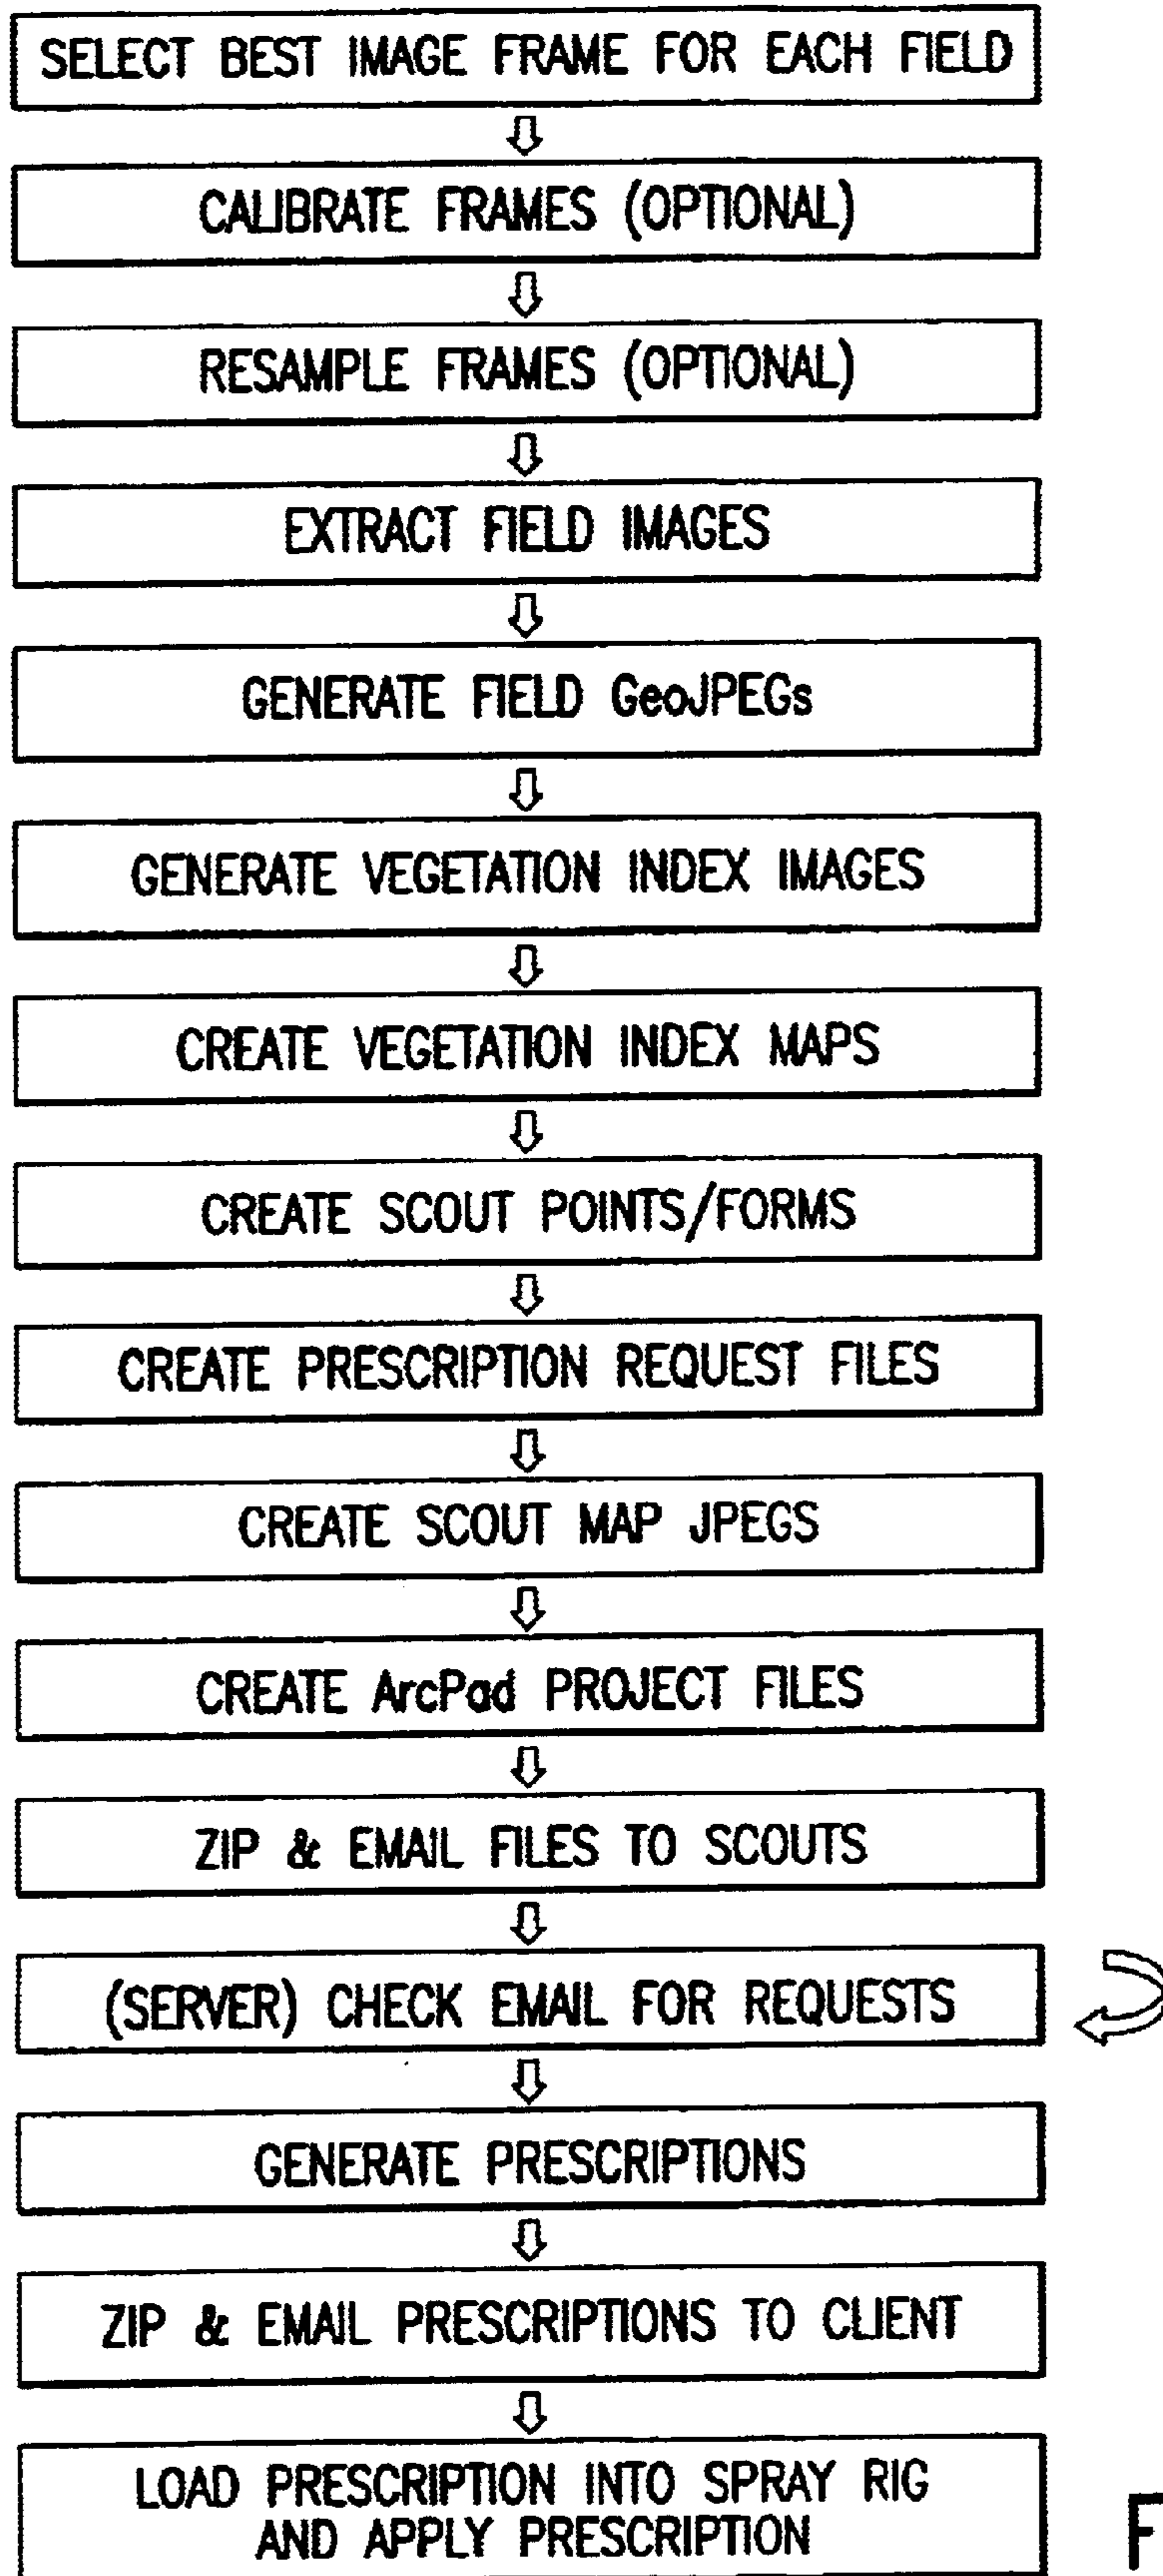 SELECT BEST IMAGE FRAME FOR EACH FIELD
CALIBRATE FRAMES (OPTIONAL)
RESAMPLE FRAMES (OPTIONAL)
EXTRACT FIELD IMAGES
GENERATE FIELD GeoJPEGs
GENERATE VEGETATION INDEX IMAGES
CREATE VEGETATION INDEX MAPS
CREATE SCOUT POINTS/FORMS
CREATE PRESCRIPTION REQUEST FILES
CREATE SCOUT MAP JPEGS
CREATE ArcPad PROJECT FILES
ZIP & EMAIL FILES TO SCOUTS
(SERVER) CHECK EMAIL FOR REQUESTS
GENERATE PRESCRIPTIONS
ZIP & EMAIL PRESCRIPTIONS TO CLIENT
LOAD PRESCRIPTION INTO SPRAY RIG
AND APPLY PRESCRIPTION